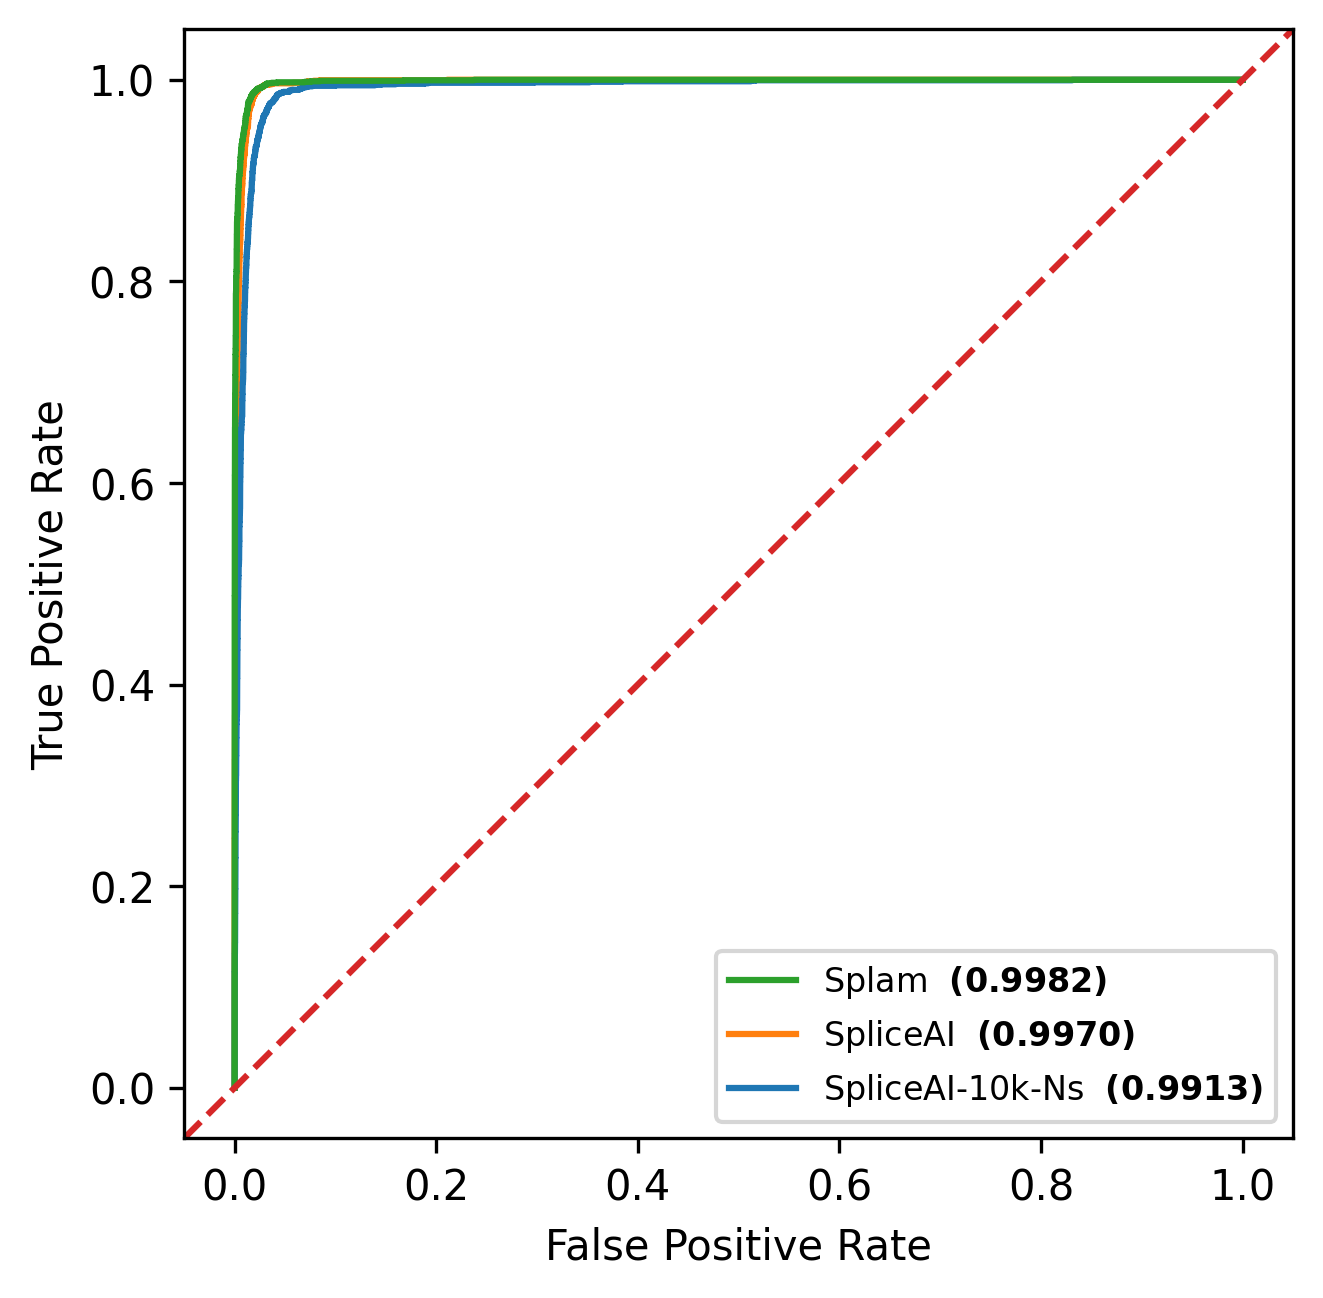 1.0
0.8
0.6
0.4
0.2
0.0
True Positive Rate
Splam (0.9982)
SpliceAI (0.9970)
SpliceAI-10k-Ns (0.9913)
0.0 0.2 0.4 0.6 0.8 1.0
False Positive Rate